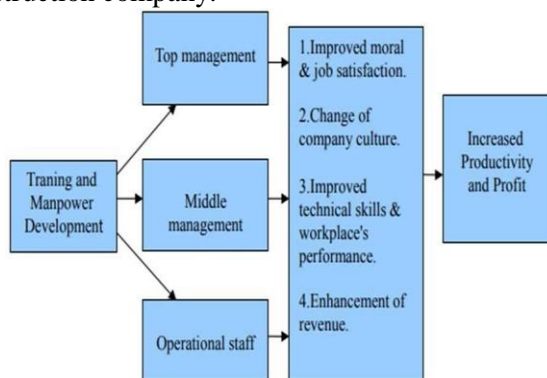 struction company.
Top management
Traning and
Manpower
Development
Middle
management
Operational staff
1.Improved moral
& job satisfaction.
2.Change of
company culture.
3.Improved
technical skills &
workplace's
performance.
4.Enhancement of
revenue.
Increased
Productivity
and Profit